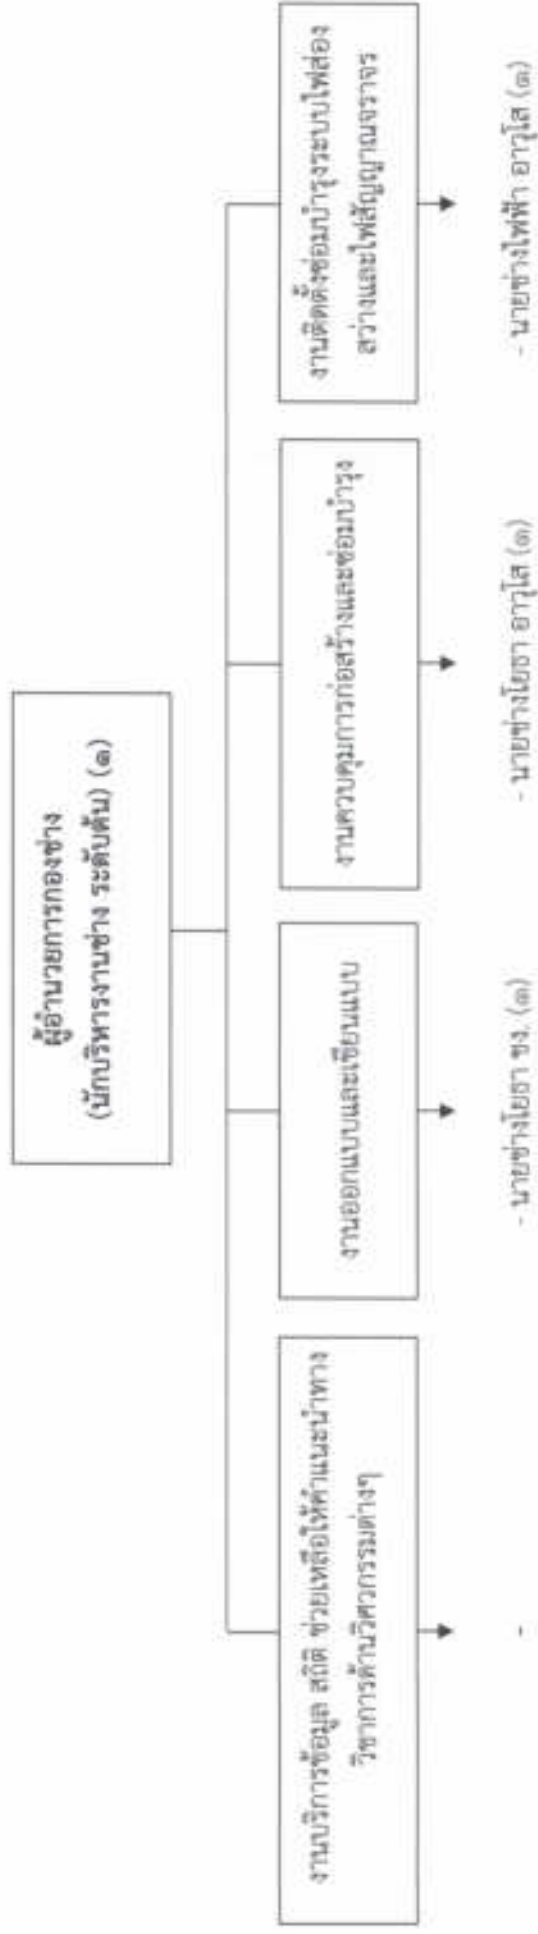 ผู้อำนวยการกองช่าง
(นักบริหารงานช่าง ระดับต้น) (๑)
งานบริการข้อมูล สถิติ ช่วยเหลือให้คำแนะนำทาง
วิชาการด้านวิศวกรรมต่างๆ
งานออกแบบและเขียนแบบ
งานควบคุมการก่อสร้างและซ่อมบำรุง
งานติดตั้งซ่อมบำรุงระบบไฟส่อง
สว่างและไฟสัญญาณจราจร
-
- นายช่างโยธา ชง. (๑)
- นายช่างโยธา อาวุโส (๑)
- นายช่างไฟฟ้า อาวุโส (๑)